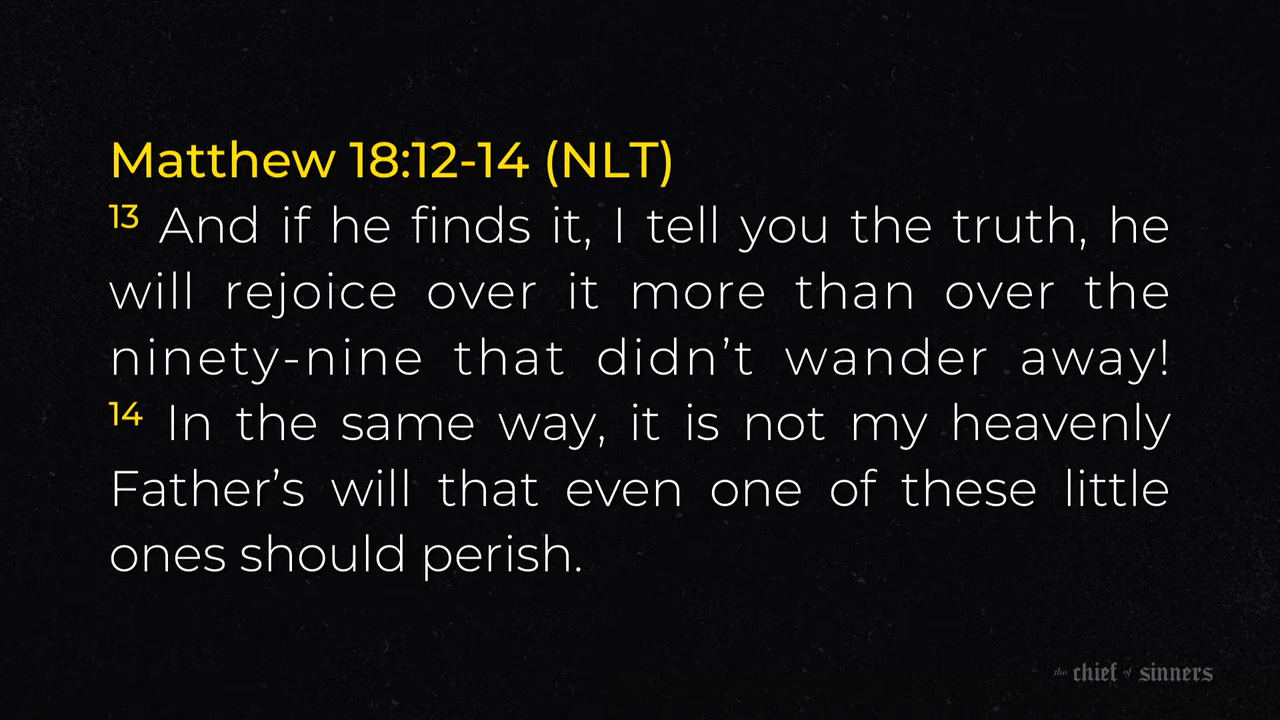 Matthew 18:12-14 (NLT)
13 And if he finds it, I tell you the truth, he
will rejoice over it more than over the
ninety-nine that didn’t wander away!
14 In the same way, it is not my heavenly
Father’s will that even one of these little
ones should perish.
the chief of sinners